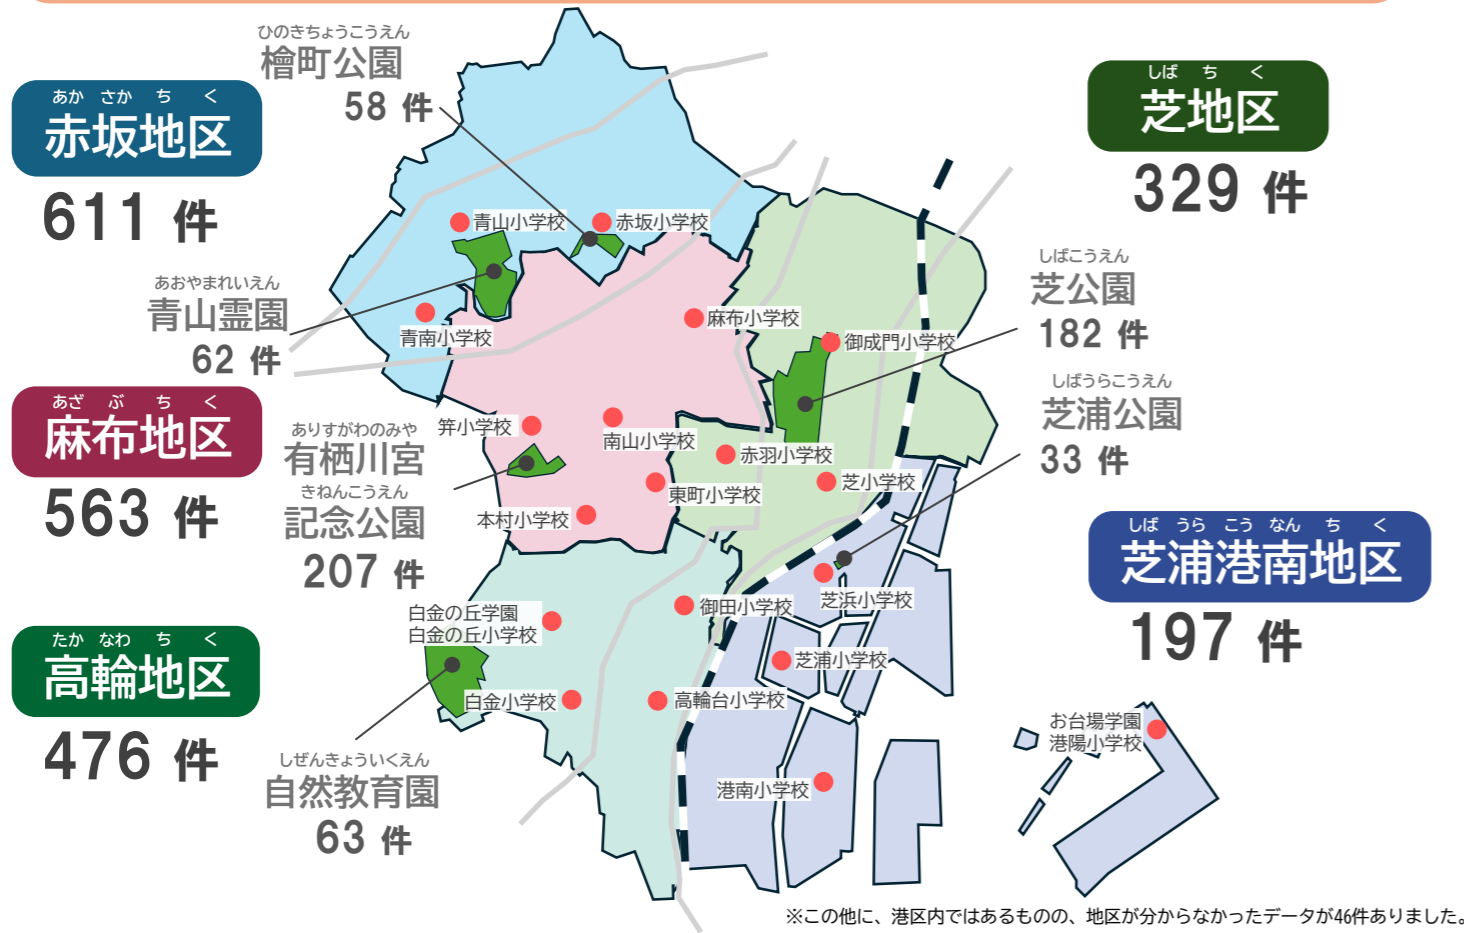 ひのきちょうこうえん
檜町公園
58 件
あかさかちく
赤坂地区
611 件
あおやまれいえん
青山霊園
62 件
あざぶちく
麻布地区
563 件
ありすがわのみや
有栖川宮
きねんこうえん
記念公園
207 件
たかなわちく
高輪地区
476 件
しぜんきょういくえん
自然教育園
63 件
しばちく
芝地区
329 件
しばこうえん
芝公園
182 件
しばうらこうえん
芝浦公園
33 件
しばうらこうなんちく
芝浦港南地区
197 件
青山小学校
赤坂小学校
青南小学校
麻布小学校
御成門小学校
笄小学校
南山小学校
赤羽小学校
東町小学校
芝小学校
本村小学校
白金の丘学園
白金の丘小学校
御田小学校
芝浜小学校
芝浦小学校
白金小学校
高輪台小学校
港南小学校
お台場学園
港陽小学校
※この他に、港区内ではあるものの、地区が分からなかったデータが46件ありました。